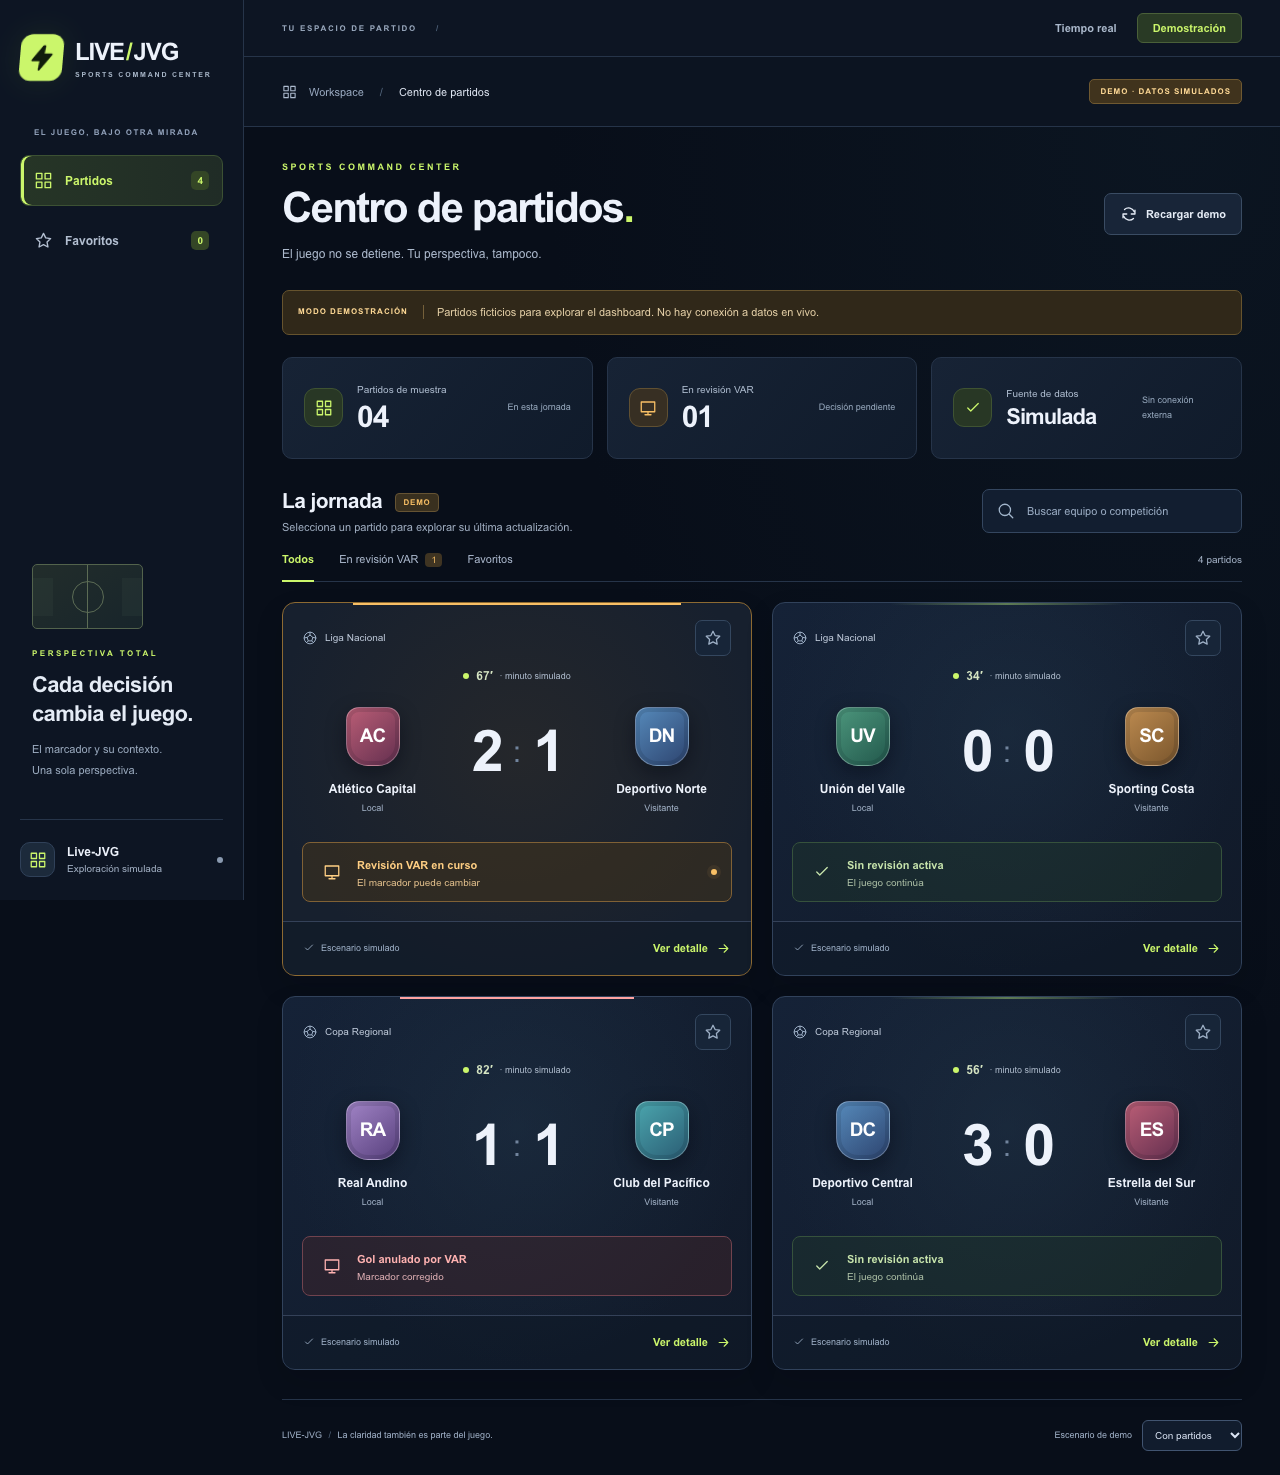 LIVE/JVG
SPORTS COMMAND CENTER
EL JUEGO, BAJO OTRA MIRADA
Partidos 4
Favoritos 0
PERSPECTIVA TOTAL
Cada decisión
cambia el juego.
El marcador y su contexto.
Una sola perspectiva.
Live-JVG
Exploración simulada
TU ESPACIO DE PARTIDO /
Tiempo real
Demostración
Workspace / Centro de partidos
DEMO · DATOS SIMULADOS
SPORTS COMMAND CENTER
Centro de partidos.
El juego no se detiene. Tu perspectiva, tampoco.
Recargar demo
MODO DEMOSTRACIÓN
Partidos ficticios para explorar el dashboard. No hay conexión a datos en vivo.
Partidos de muestra
04
En esta jornada
En revisión VAR
01
Decisión pendiente
Fuente de datos
Simulada
Sin conexión
externa
La jornada DEMO
Selecciona un partido para explorar su última actualización.
Buscar equipo o competición
Todos
En revisión VAR 1
Favoritos
4 partidos
Liga Nacional
67′ · minuto simulado
AC
2 : 1
DN
Atlético Capital
Local
Deportivo Norte
Visitante
Revisión VAR en curso
El marcador puede cambiar
Escenario simulado
Ver detalle
Liga Nacional
34′ · minuto simulado
UV
0 : 0
SC
Unión del Valle
Local
Sporting Costa
Visitante
Sin revisión activa
El juego continúa
Escenario simulado
Ver detalle
Copa Regional
82′ · minuto simulado
RA
1 : 1
CP
Real Andino
Local
Club del Pacífico
Visitante
Gol anulado por VAR
Marcador corregido
Escenario simulado
Ver detalle
Copa Regional
56′ · minuto simulado
DC
3 : 0
ES
Deportivo Central
Local
Estrella del Sur
Visitante
Sin revisión activa
El juego continúa
Escenario simulado
Ver detalle
LIVE-JVG / La claridad también es parte del juego.
Escenario de demo
Con partidos